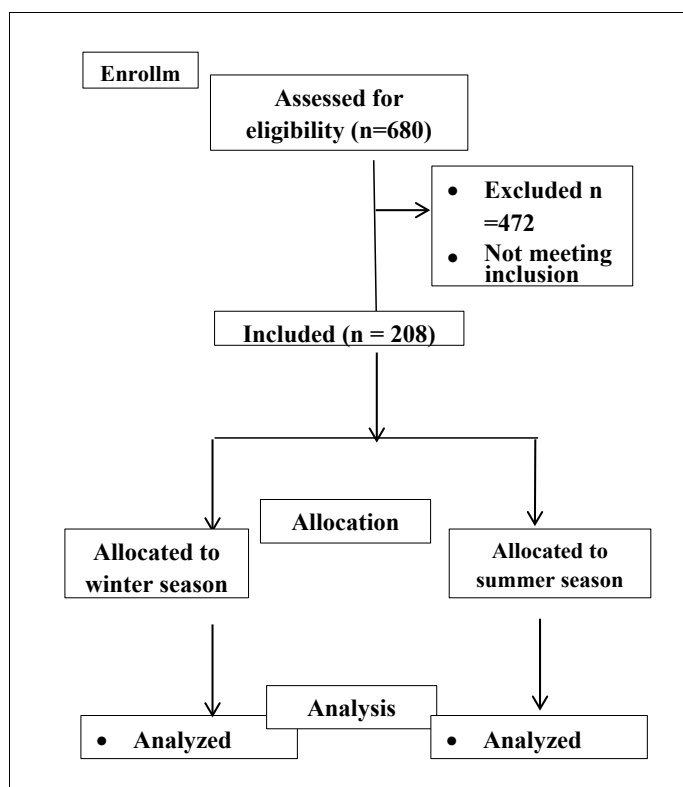 Enrollm
Assessed for
eligibility (n=680)
• Excluded n
=472
• Not meeting
inclusion
Included (n = 208)
Allocation
Allocated to
winter season
Allocated to
summer season
Analysis
• Analyzed
• Analyzed